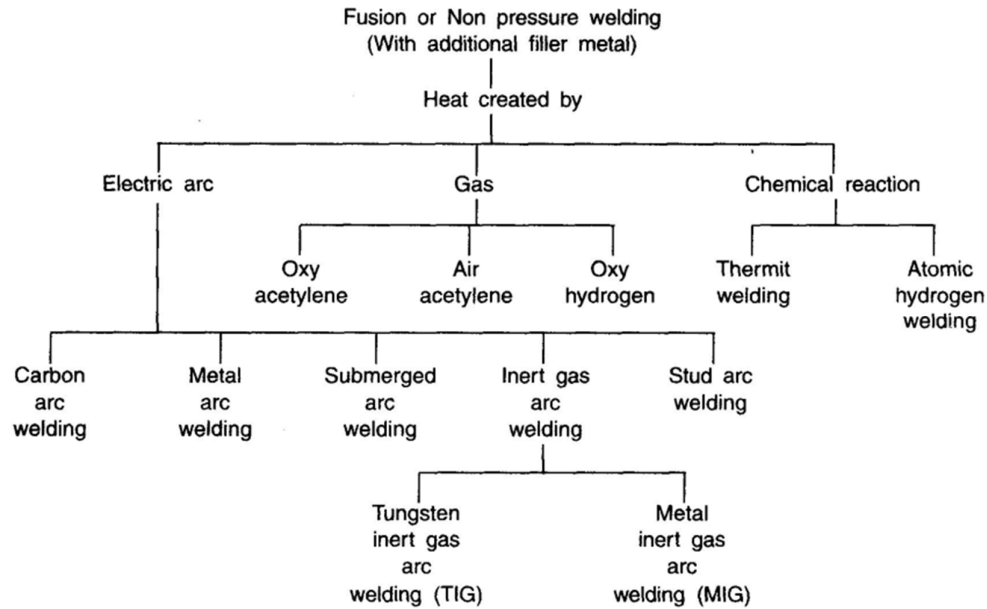 Fusion or Non pressure welding
(With additional filler metal)
Heat created by
Electric arc
Gas
Chemical reaction
Oxy
acetylene
Air
acetylene
Oxy
hydrogen
Thermit
welding
Atomic
hydrogen
welding
Carbon
arc
welding
Metal
arc
welding
Submerged
arc
welding
Inert gas
arc
welding
Stud arc
welding
Tungsten
inert gas
arc
welding (TIG)
Metal
inert gas
arc
welding (MIG)